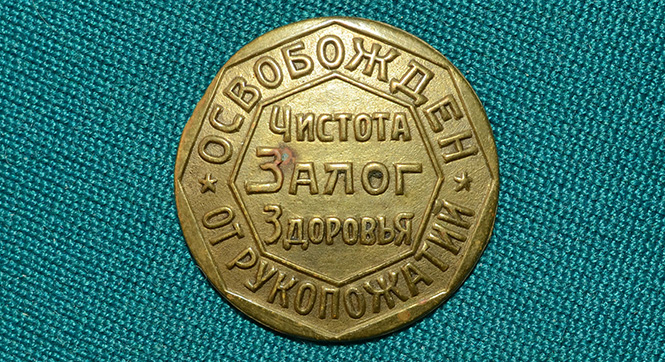 ОСВОБОЖДЕН
Чистота
Залог
Здоровья
ОТ РУКОПОЖАТИЙ